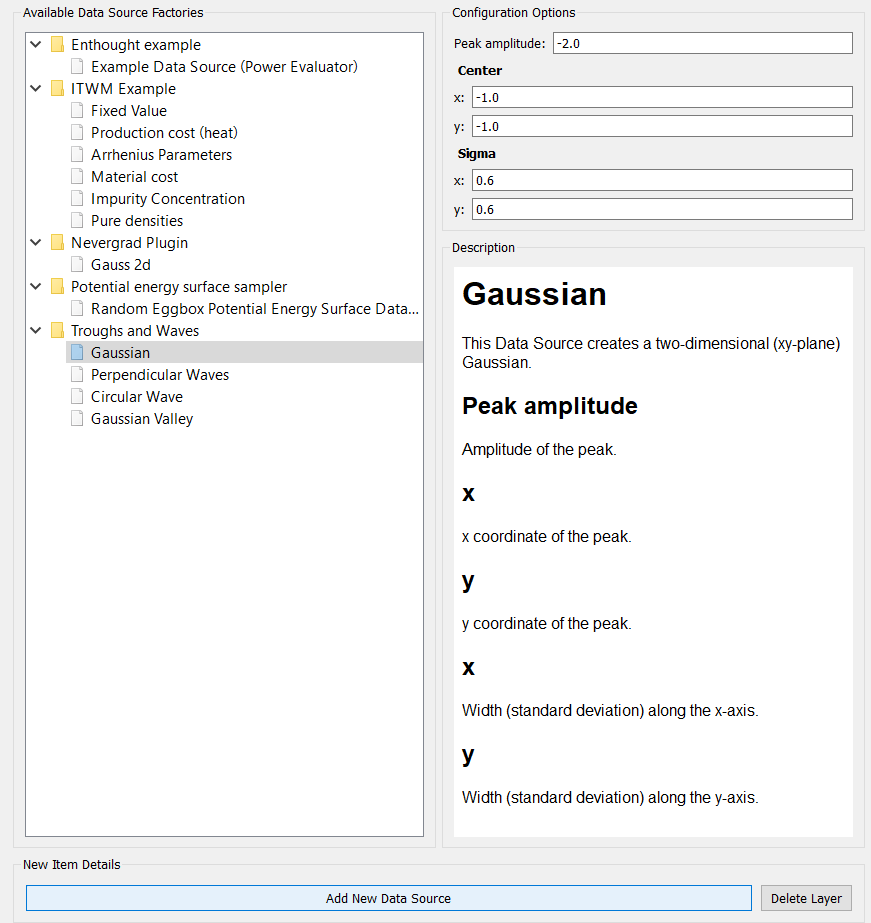 Available Data Source Factories
Enthought example
Example Data Source (Power Evaluator)
ITWM Example
Fixed Value
Production cost (heat)
Arrhenius Parameters
Material cost
Impurity Concentration
Pure densities
Nevergrad Plugin
Gauss 2d
Potential energy surface sampler
Random Eggbox Potential Energy Surface Data...
Troughs and Waves
Gaussian
Perpendicular Waves
Circular Wave
Gaussian Valley
Configuration Options
Peak amplitude: -2.0
Center
x: -1.0
y: -1.0
Sigma
x: 0.6
y: 0.6
Description
Gaussian
This Data Source creates a two-dimensional (xy-plane)
Gaussian.
Peak amplitude
Amplitude of the peak.
x
x coordinate of the peak.
y
y coordinate of the peak.
x
Width (standard deviation) along the x-axis.
y
Width (standard deviation) along the y-axis.
New Item Details
Add New Data Source
Delete Layer